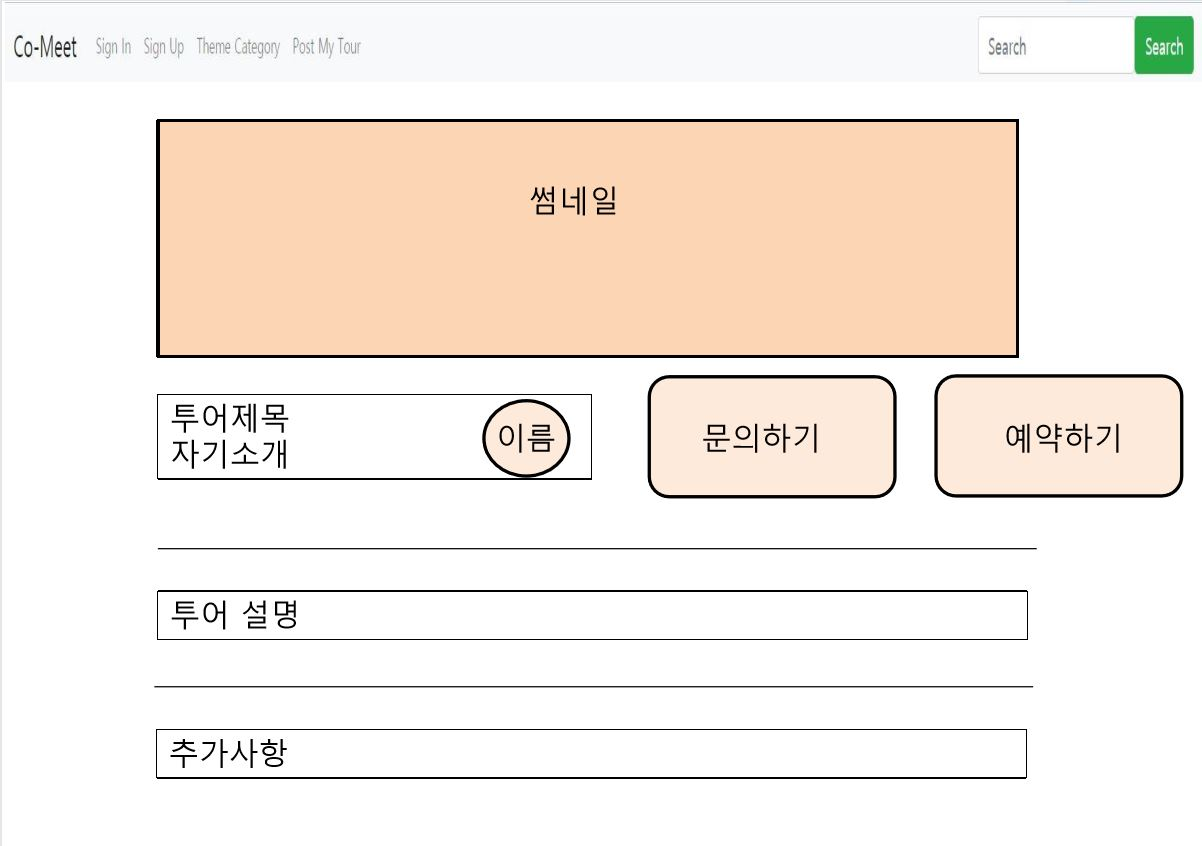 Co-Meet Sign In Sign Up Theme Category Post My Tour Search Search
썸네일
투어제목
자기소개
이름
문의하기
예약하기
투어 설명
추가사항